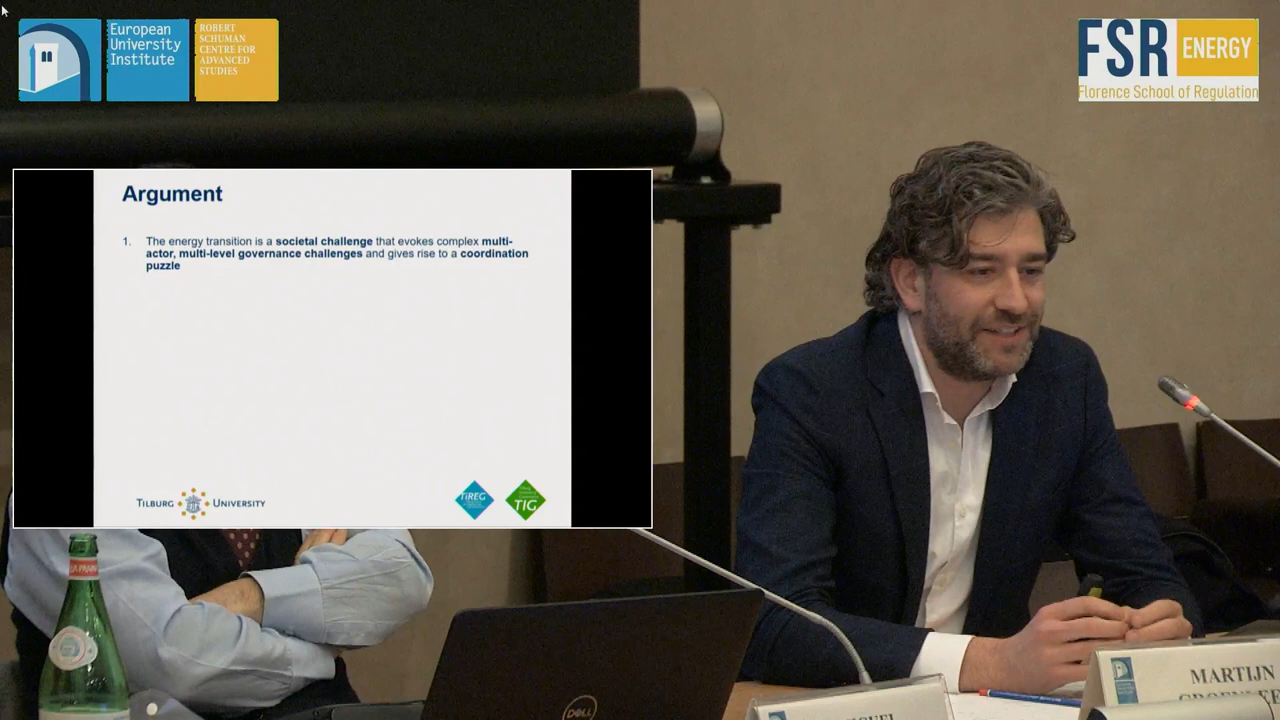 European
University
Institute
ROBERT
SCHUMAN
CENTRE FOR
ADVANCED
STUDIES
FSR ENERGY
Florence School of Regulation
Argument
1. The energy transition is a societal challenge that evokes complex multi-
actor, multi-level governance challenges and gives rise to a coordination
puzzle
TILBURG UNIVERSITY
TiREG
TIG
DELL
MARTIJN